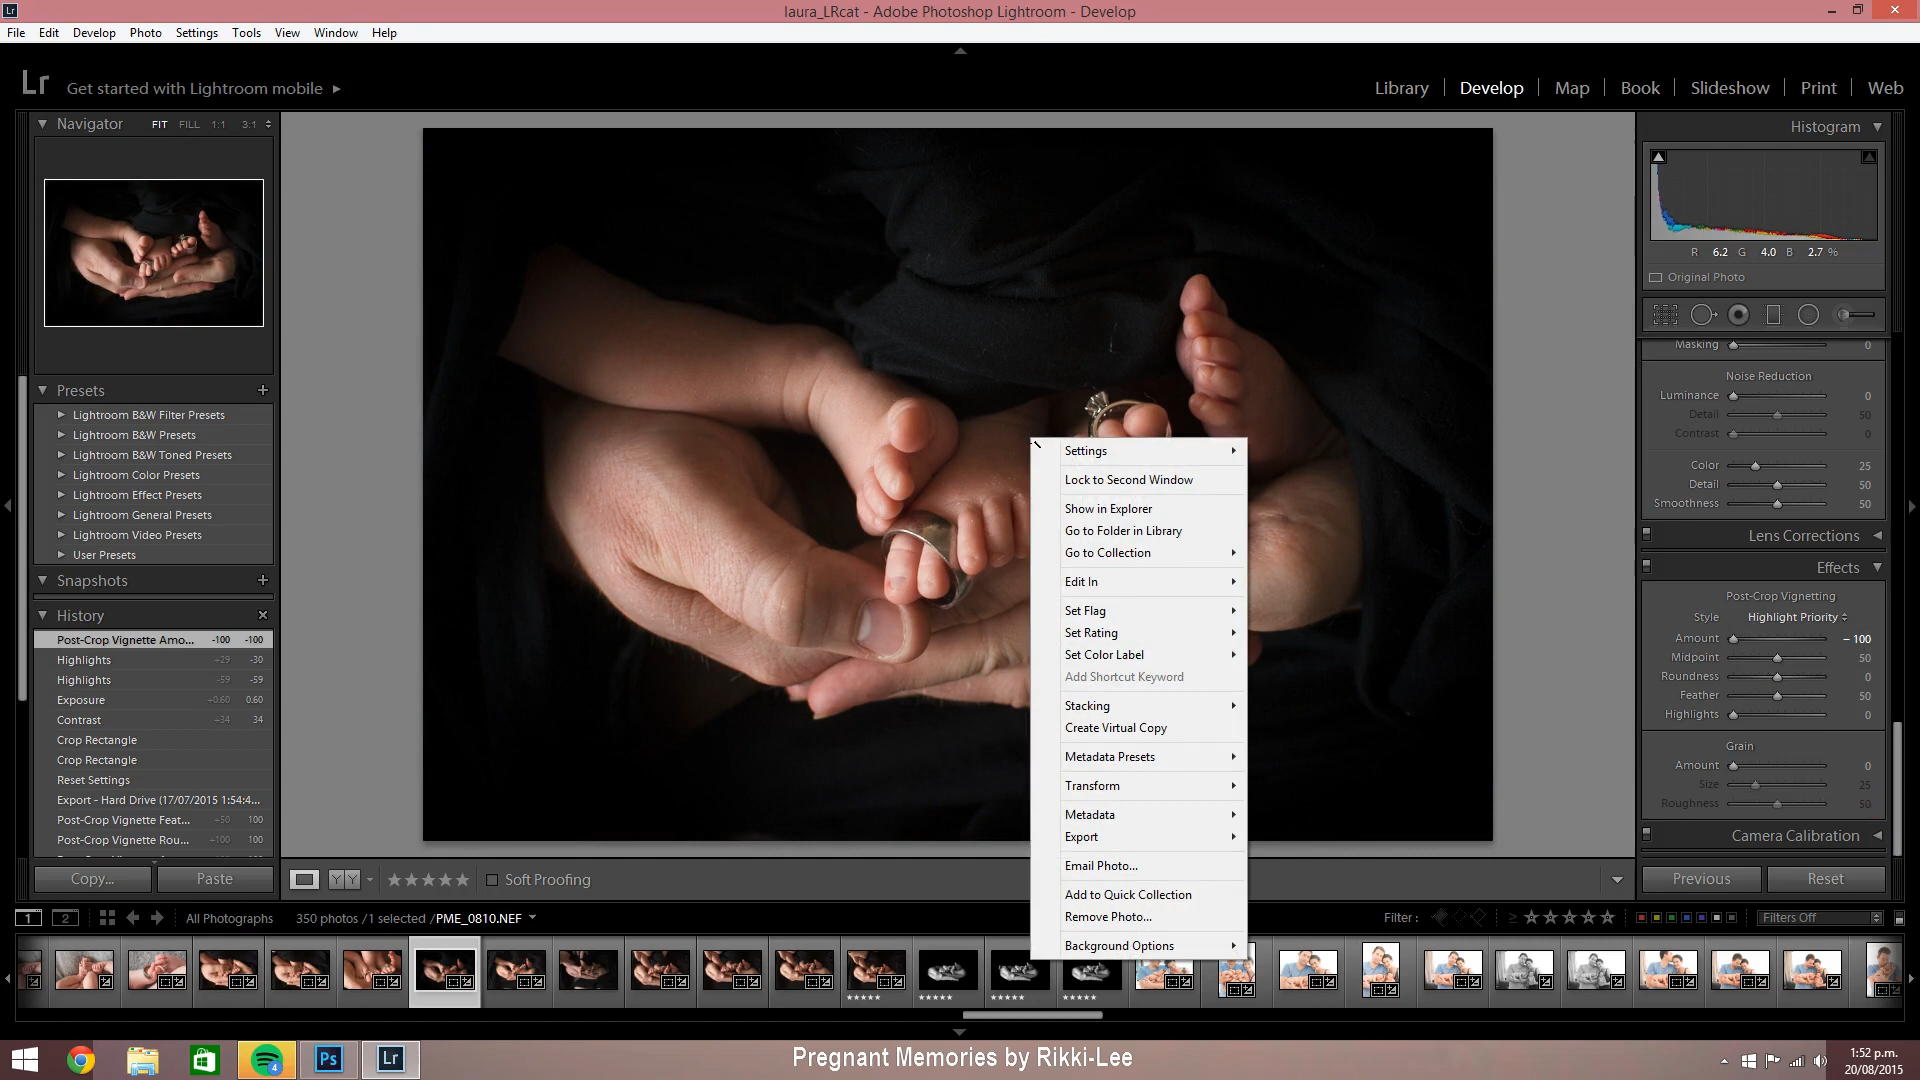 laura_LRcat - Adobe Photoshop Lightroom - Develop
File Edit Develop Photo Settings Tools View Window Help
Lr Get started with Lightroom mobile
Library Develop Map Book Slideshow Print Web
Navigator FIT FILL 1:1 3:1
Presets
Lightroom B&W Filter Presets
Lightroom B&W Presets
Lightroom B&W Toned Presets
Lightroom Color Presets
Lightroom Effect Presets
Lightroom General Presets
Lightroom Video Presets
User Presets
Snapshots
History
Post-Crop Vignette Amo... -100 -100
Highlights +29 -30
Highlights -59 -59
Exposure +0.60 0.60
Contrast +34 34
Crop Rectangle
Crop Rectangle
Reset Settings
Export - Hard Drive (17/07/2015 1:54:4...
Post-Crop Vignette Feat... +50 100
Post-Crop Vignette Rou... +100 100
Copy... Paste
Settings
Lock to Second Window
Show in Explorer
Go to Folder in Library
Go to Collection
Edit In
Set Flag
Set Rating
Set Color Label
Add Shortcut Keyword
Stacking
Create Virtual Copy
Metadata Presets
Transform
Metadata
Export
Email Photo...
Add to Quick Collection
Remove Photo...
Background Options
Histogram
R 6.2 G 4.0 B 2.7 %
Original Photo
Masking 0
Noise Reduction
Luminance 0
Detail 50
Contrast 0
Color 25
Detail 50
Smoothness 50
Lens Corrections
Effects
Post-Crop Vignetting
Style Highlight Priority
Amount – 100
Midpoint 50
Roundness 0
Feather 50
Highlights 0
Grain
Amount 0
Size 25
Roughness 50
Camera Calibration
Previous Reset
YY Soft Proofing
1 2 All Photographs 350 photos /1 selected /PME_0810.NEF
Filter : Filters Off
4 Ps Lr
Pregnant Memories by Rikki-Lee
1:52 p.m.
20/08/2015